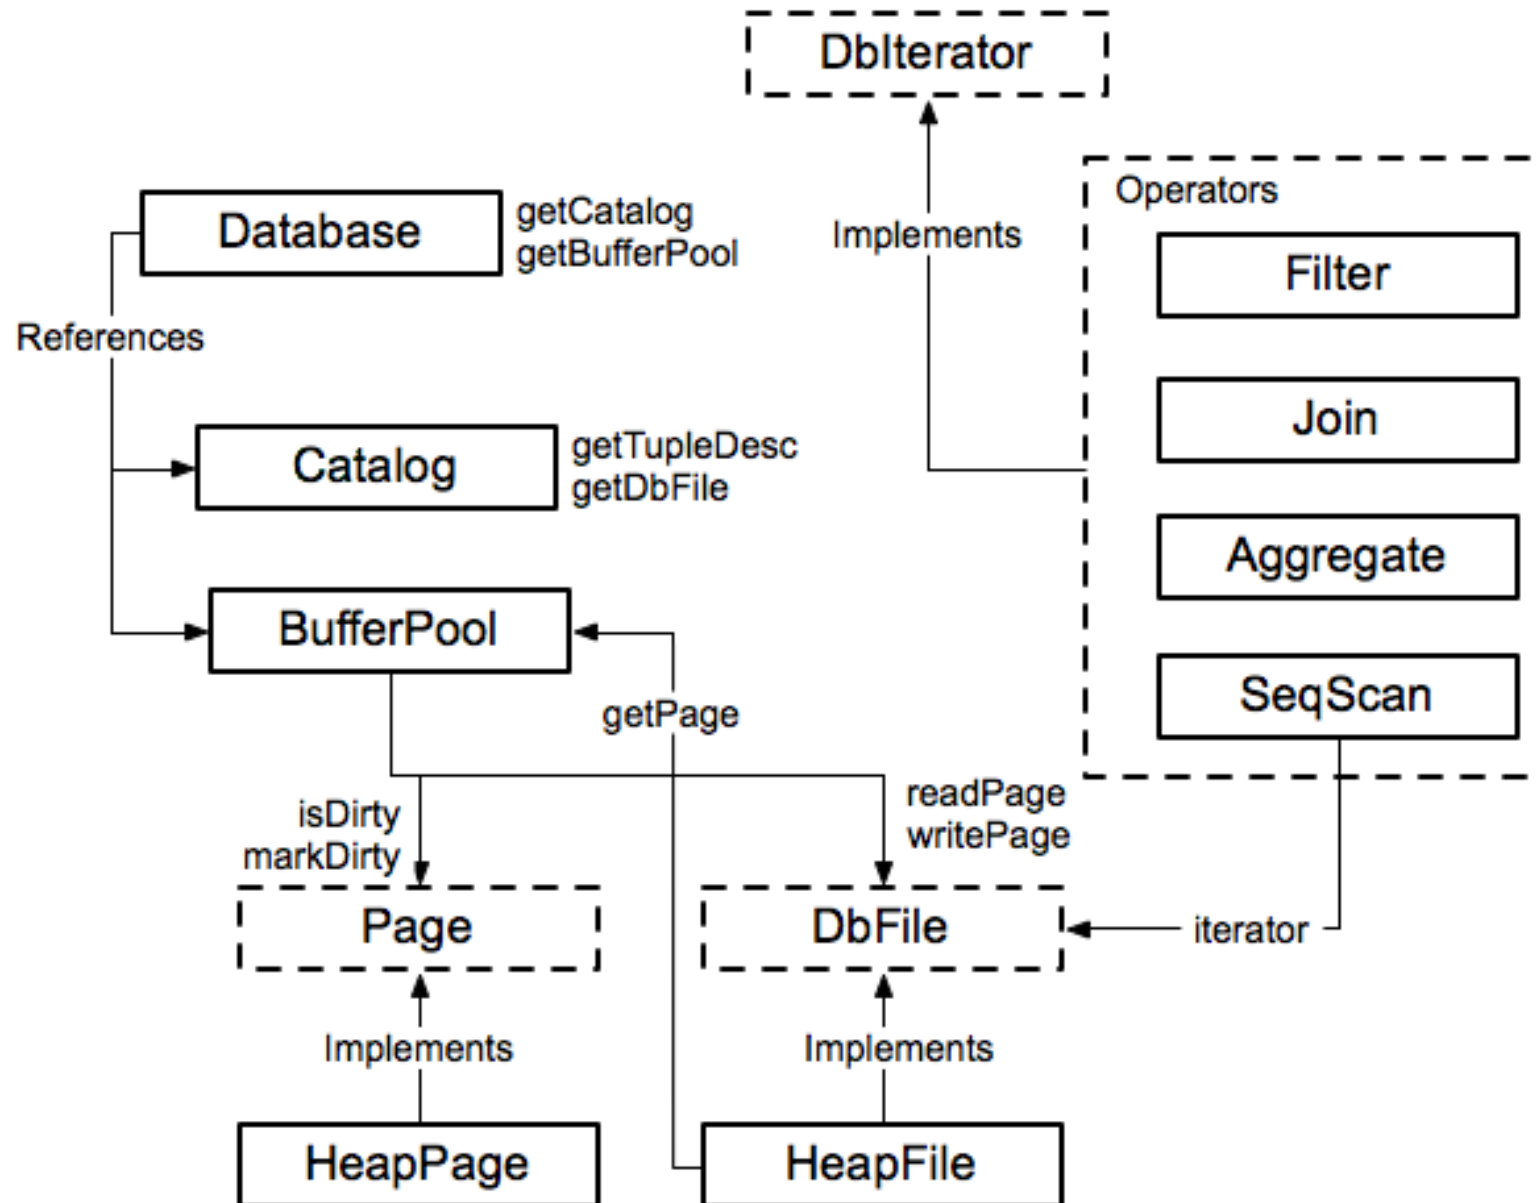 DbIterator
Operators
Database
getCatalog
getBufferPool
Implements
Filter
References
Join
Catalog
getTupleDesc
getDbFile
Aggregate
BufferPool
SeqScan
getPage
isDirty
markDirty
readPage
writePage
Page
DbFile
iterator
Implements
Implements
HeapPage
HeapFile